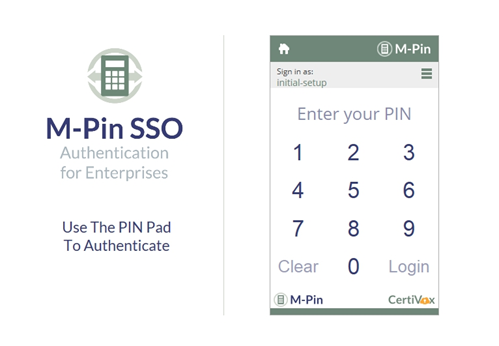 M-Pin SSO
Authentication
for Enterprises
Use The PIN Pad
To Authenticate
M-Pin
Sign in as:
initial-setup
Enter your PIN
1 2 3
4 5 6
7 8 9
Clear 0 Login
M-Pin CertiVox